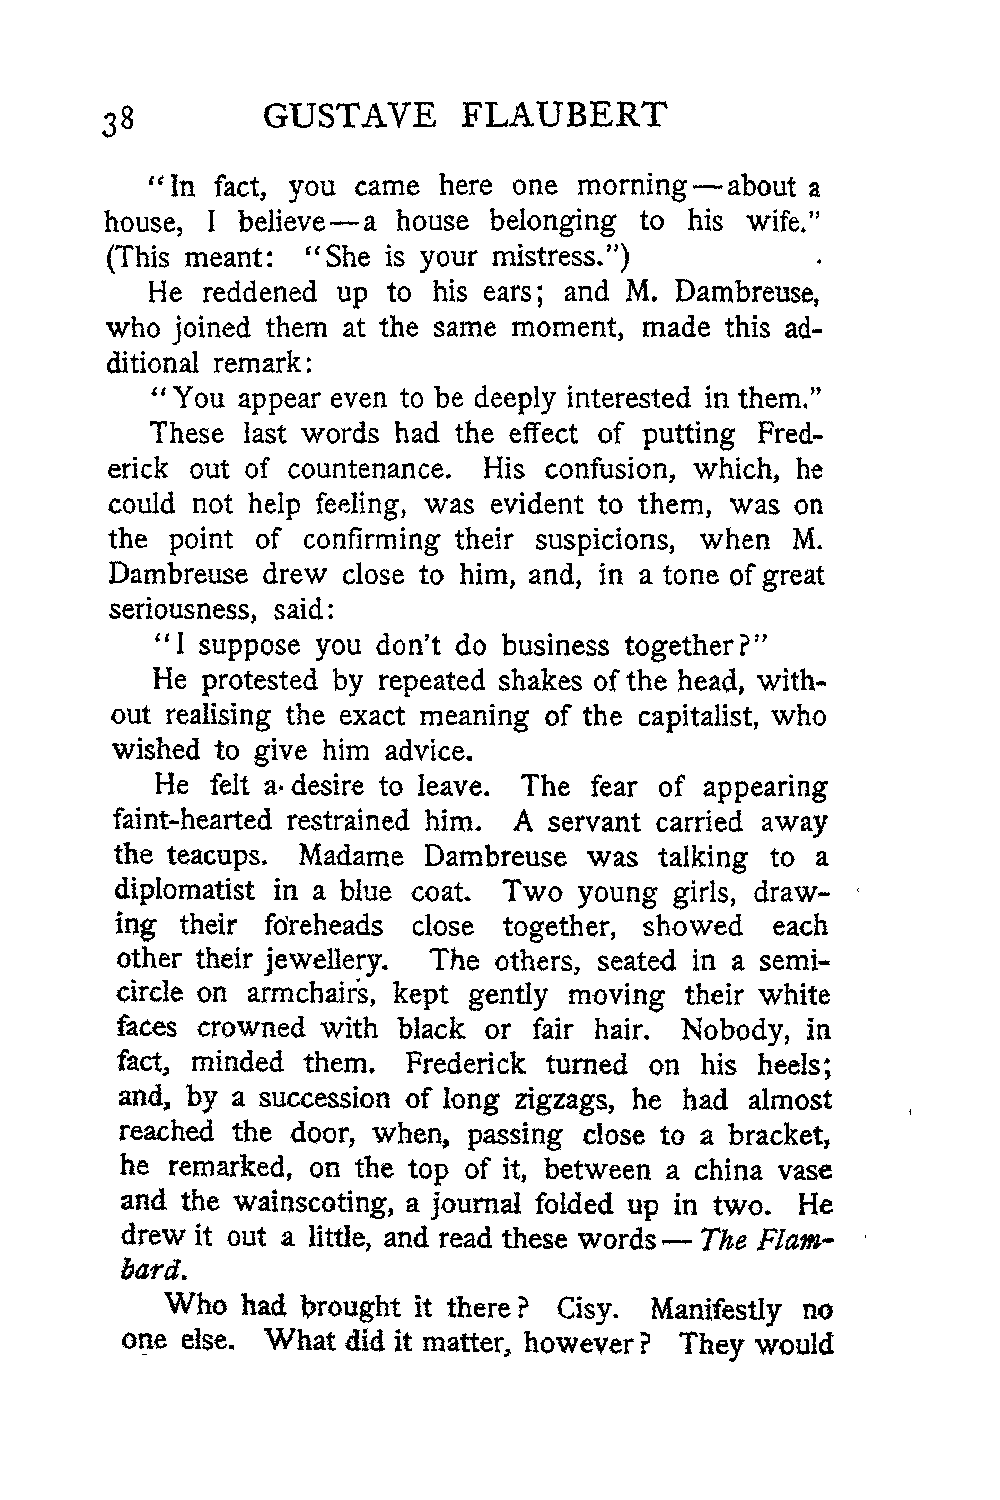 38 GUSTAVE FLAUBERT
"In fact, you came here one morning—about a
house, I believe—a house belonging to his wife."
(This meant: "She is your mistress.")
He reddened up to his ears; and M. Dambreuse,
who joined them at the same moment, made this ad-
ditional remark:
"You appear even to be deeply interested in them."
These last words had the effect of putting Fred-
erick out of countenance. His confusion, which, he
could not help feeling, was evident to them, was on
the point of confirming their suspicions, when M.
Dambreuse drew close to him, and, in a tone of great
seriousness, said:
"I suppose you don't do business together?"
He protested by repeated shakes of the head, with-
out realising the exact meaning of the capitalist, who
wished to give him advice.
He felt a desire to leave. The fear of appearing
faint-hearted restrained him. A servant carried away
the teacups. Madame Dambreuse was talking to a
diplomatist in a blue coat. Two young girls, draw-
ing their foreheads close together, showed each
other their jewellery. The others, seated in a semi-
circle on armchairs, kept gently moving their white
faces crowned with black or fair hair. Nobody, in
fact, minded them. Frederick turned on his heels;
and, by a succession of long zigzags, he had almost
reached the door, when, passing close to a bracket,
he remarked, on the top of it, between a china vase
and the wainscoting, a journal folded up in two. He
drew it out a little, and read these words—The Flam-
bard.
Who had brought it there? Cisy. Manifestly no
one else. What did it matter, however? They would